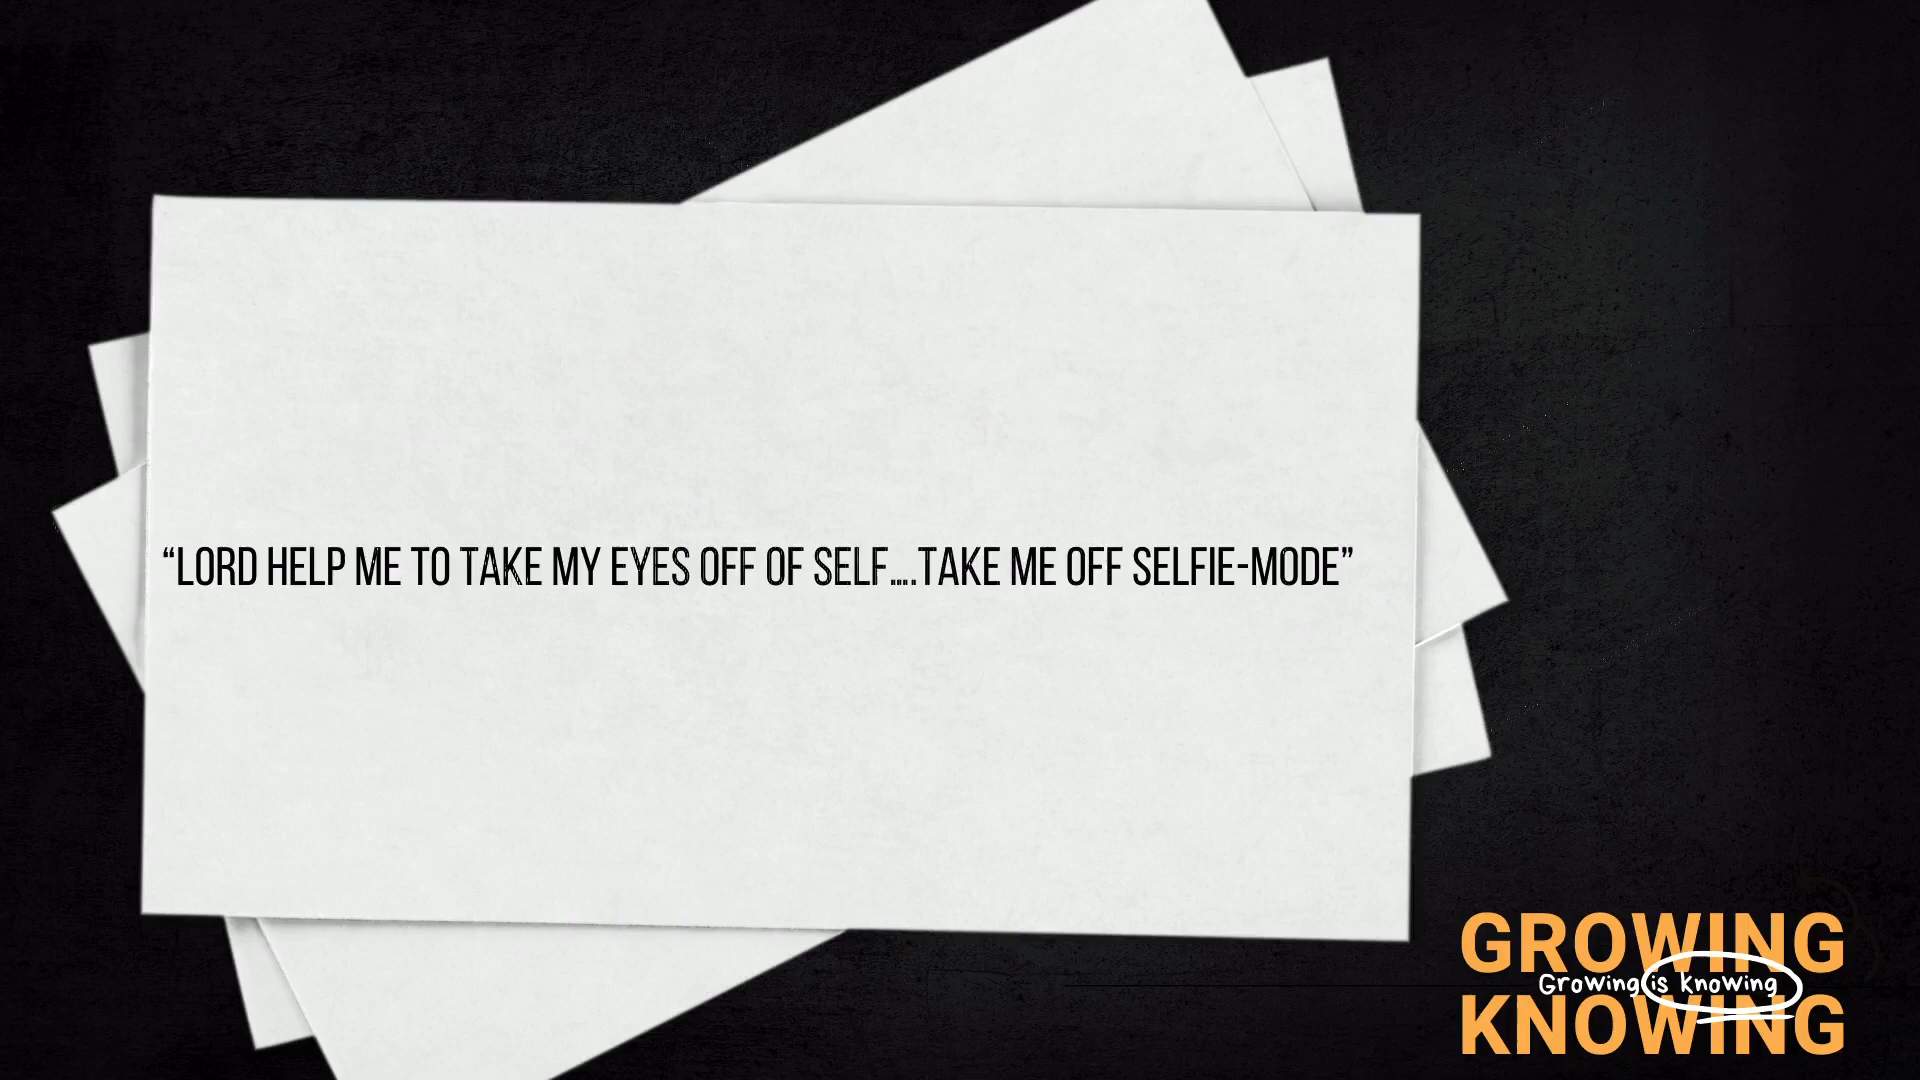 “LORD HELP ME TO TAKE MY EYES OFF OF SELF....TAKE ME OFF SELFIE-MODE”
GROWING
Growing is knowing
KNOWING